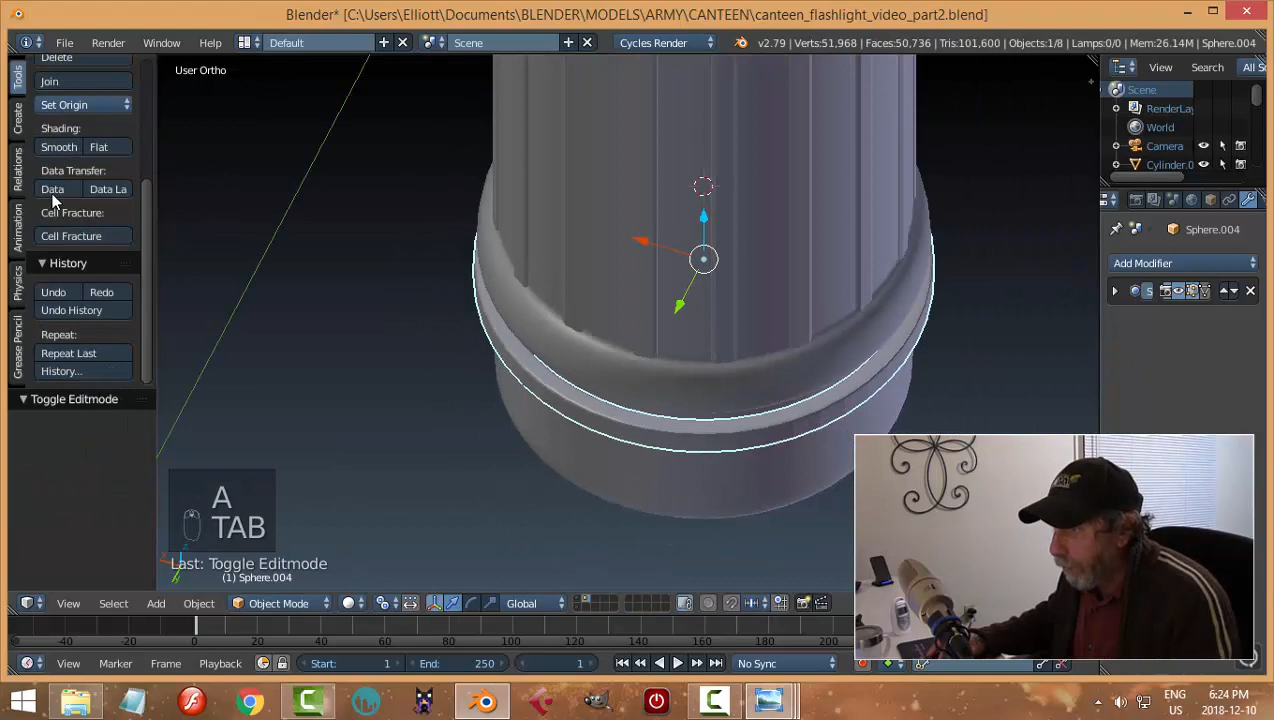 Blender* [C:\Users\Elliott\Documents\BLENDER\MODELS\ARMY\CANTEEN\canteen_flashlight_video_part2.blend]
File Render Window Help Default Scene Cycles Render v2.79 | Verts:51,968 | Faces:50,736 | Tris:101,600 | Objects:1/8 | Lamps:0/0 | Mem:26.14M | Sphere.004
Delete
Join
Set Origin
Shading:
Smooth Flat
Data Transfer:
Data Data La
Cell Fracture:
Cell Fracture
History
Undo Redo
Undo History
Repeat:
Repeat Last
History...
Toggle Editmode
Tools
Create
Relations
Animation
Physics
Grease Pencil
User Ortho
A
TAB
Last: Toggle Editmode
(1) Sphere.004
View Search All S
Scene
RenderLay
World
Camera
Cylinder.0
Sphere.004
Add Modifier
S
View Select Add Object Object Mode Global
-40 -20 0 20 40 60 80 100 120 140 160 180 200
View Marker Frame Playback Start: 1 End: 250 1 No Sync
ENG
6:24 PM
2018-12-10